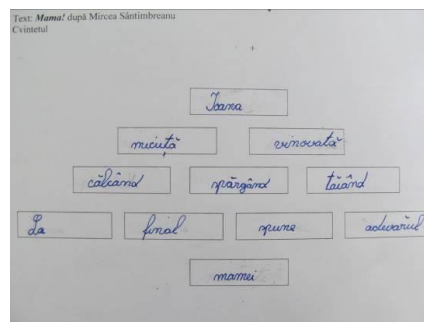 Text: Mama! după Mircea Sântimbreanu
Cvintetul
Ioana
micuță vinovată
călcând spărgând tăiând
La final spune adevărul
mamei